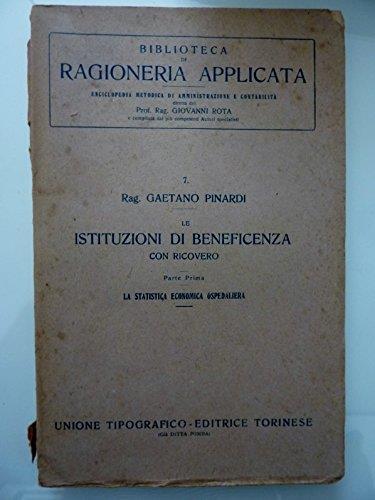 BIBLIOTECA
DI
RAGIONERIA APPLICATA
ENCICLOPEDIA METODICA DI AMMINISTRAZIONE E CONTABILITÀ
diretta dal
Prof. Rag. GIOVANNI ROTA
e compilata dai più competenti Autori specialisti
7.
Rag. GAETANO PINARDI
LE
ISTITUZIONI DI BENEFICENZA
CON RICOVERO
Parte Prima
LA STATISTICA ECONOMICA OSPEDALIERA
UNIONE TIPOGRAFICO-EDITRICE TORINESE
(GIÀ DITTA POMBA)